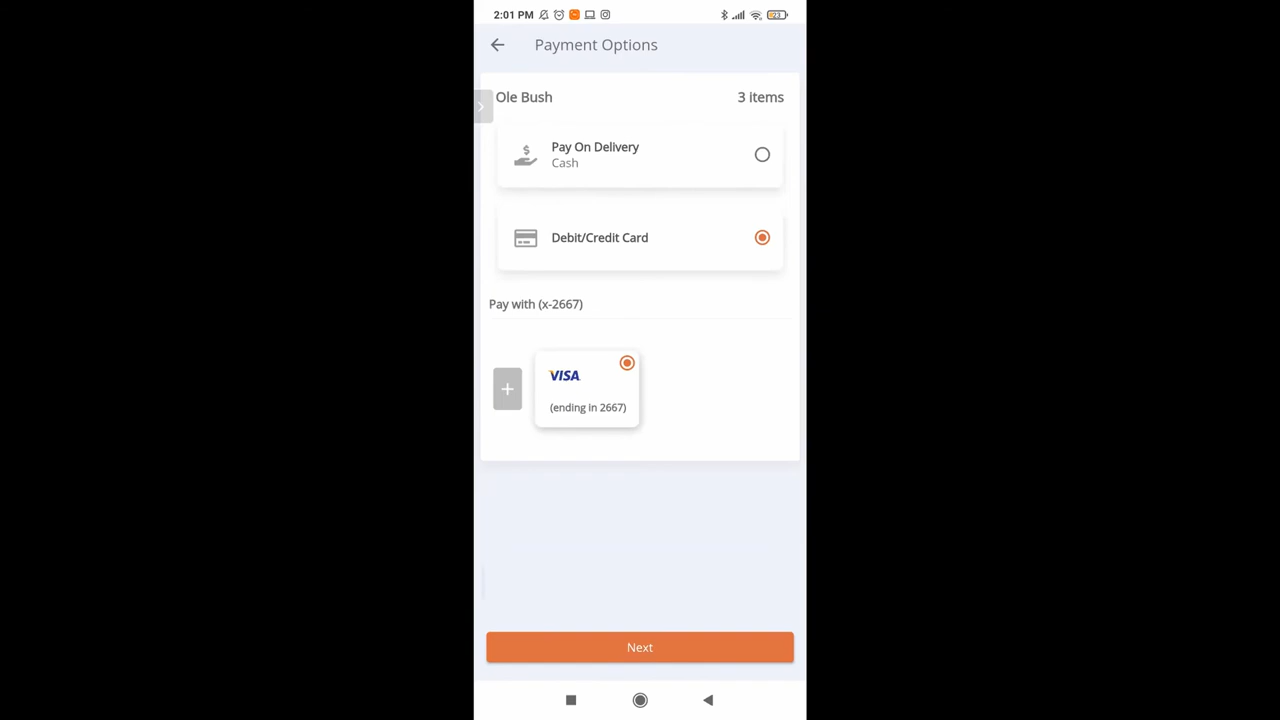 2:01 PM 23
Payment Options
Ole Bush 3 items
Pay On Delivery
Cash
Debit/Credit Card
Pay with (x-2667)
VISA
(ending in 2667)
Next